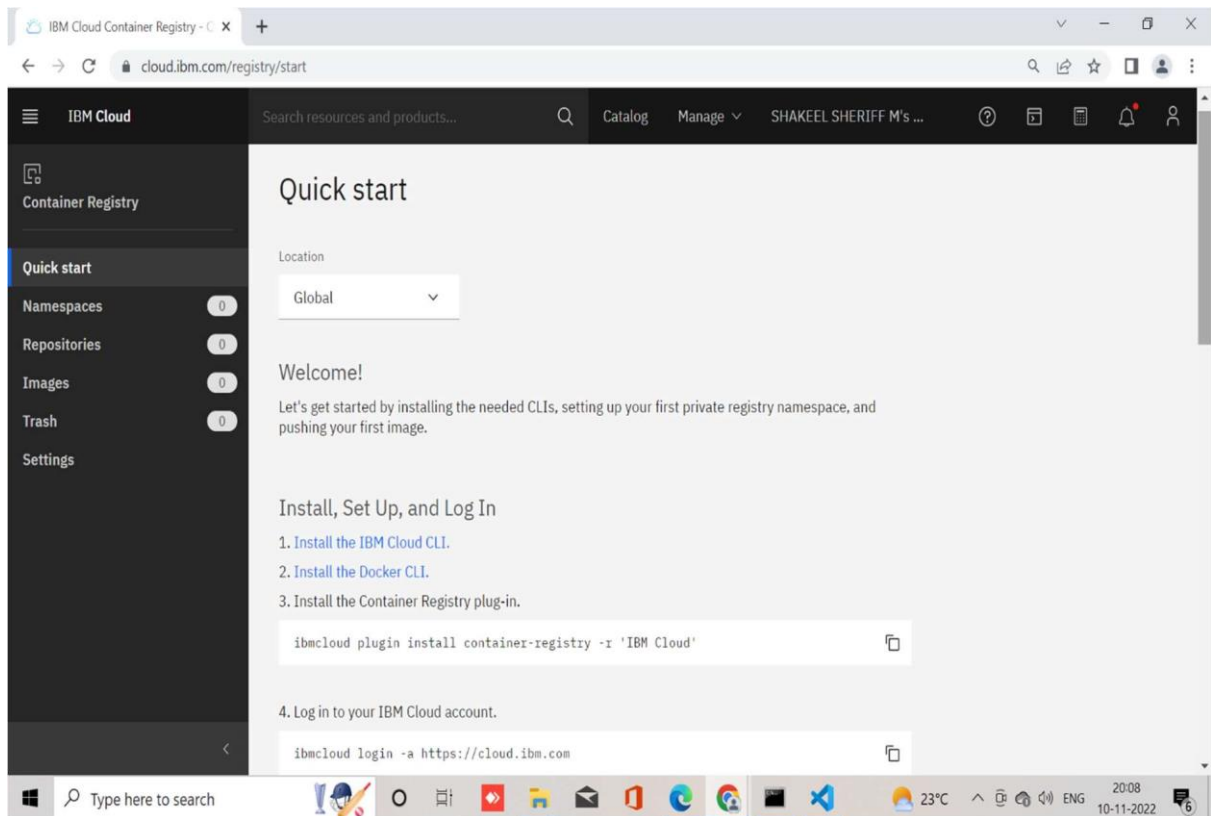 IBM Cloud Container Registry - C
cloud.ibm.com/registry/start
IBM Cloud
Search resources and products...
Catalog
Manage
SHAKEEL SHERIFF M's ...
Container Registry
Quick start
Namespaces 0
Repositories 0
Images 0
Trash 0
Settings
Quick start
Location
Global
Welcome!
Let's get started by installing the needed CLIs, setting up your first private registry namespace, and
pushing your first image.
Install, Set Up, and Log In
1. Install the IBM Cloud CLI.
2. Install the Docker CLI.
3. Install the Container Registry plug-in.
ibmcloud plugin install container-registry -r 'IBM Cloud'
4. Log in to your IBM Cloud account.
ibmcloud login -a https://cloud.ibm.com
Type here to search
23°C
ENG
20:08
10-11-2022
6